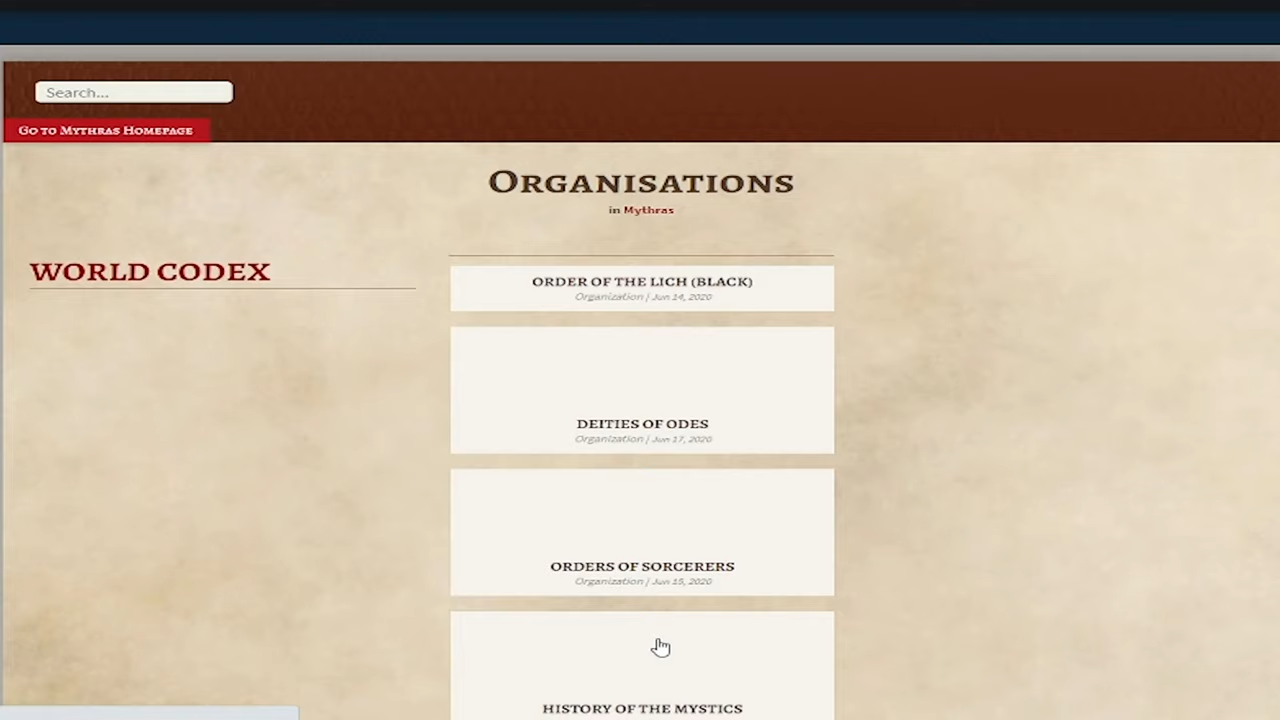 Search...
Go to Mythras Homepage
Organisations
in Mythras
WORLD CODEX
ORDER OF THE LICH (BLACK)
Organization | Jun 14, 2020
DEITIES OF ODES
Organization | Jun 17, 2020
ORDERS OF SORCERERS
Organization | Jun 15, 2020
HISTORY OF THE MYSTICS